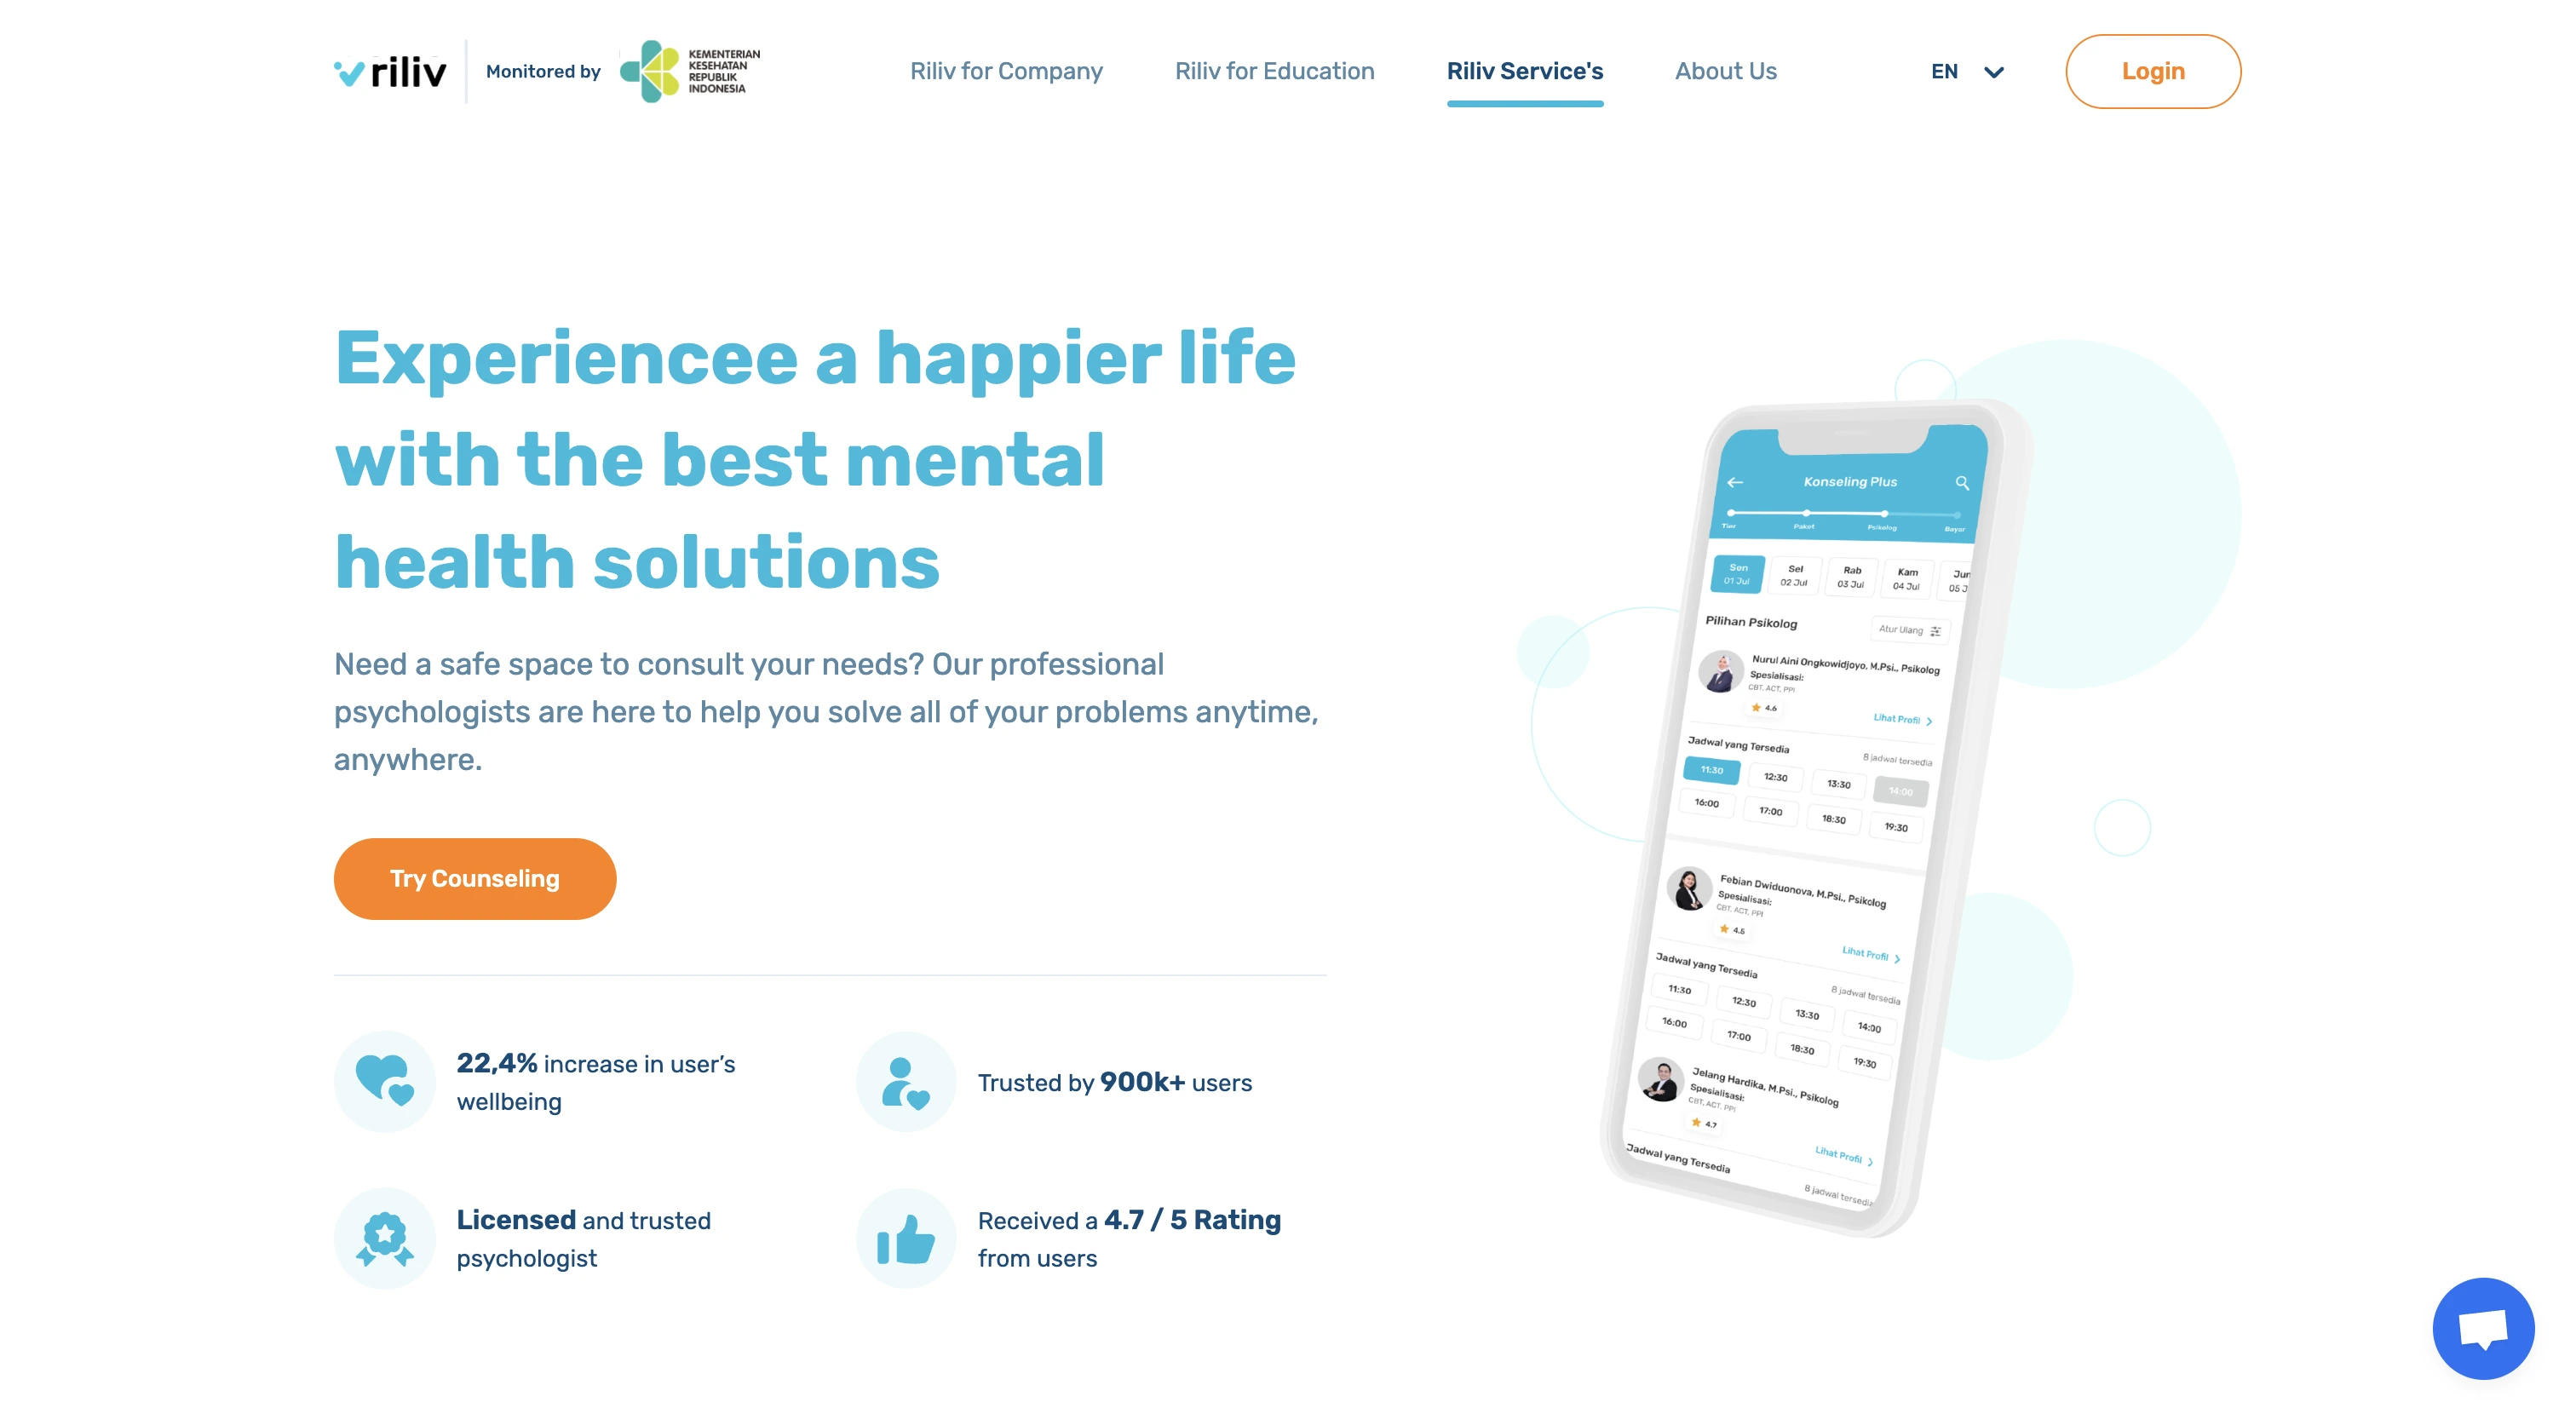 riliv
Monitored by
KEMENTERIAN
KESEHATAN
REPUBLIK
INDONESIA
Riliv for Company
Riliv for Education
Riliv Service's
About Us
EN
Login
Experiencee a happier life
with the best mental
health solutions
Need a safe space to consult your needs? Our professional
psychologists are here to help you solve all of your problems anytime,
anywhere.
Try Counseling
22,4% increase in user’s
wellbeing
Trusted by 900k+ users
Licensed and trusted
psychologist
Received a 4.7 / 5 Rating
from users
Konseling Plus
Tier Paket Psikolog Bayar
Sen Sel Rab Kam Jum
01 Jul 02 Jul 03 Jul 04 Jul 05 J
Pilihan Psikolog
Atur Ulang
Nurul Aini Ongkowidjoyo, M.Psi., Psikolog
Spesialisasi:
CBT, ACT, PPI
4.6
Lihat Profil
Jadwal yang Tersedia
8 jadwal tersedia
11:30 12:30 13:30 14:00
16:00 17:00 18:30 19:30
Febian Dwiduonova, M.Psi., Psikolog
Spesialisasi:
CBT, ACT, PPI
4.5
Lihat Profil
Jadwal yang Tersedia
8 jadwal tersedia
11:30 12:30 13:30 14:00
16:00 17:00 18:30 19:30
Jelang Hardika, M.Psi., Psikolog
Spesialisasi:
CBT, ACT, PPI
4.7
Lihat Profil
Jadwal yang Tersedia
8 jadwal tersedia